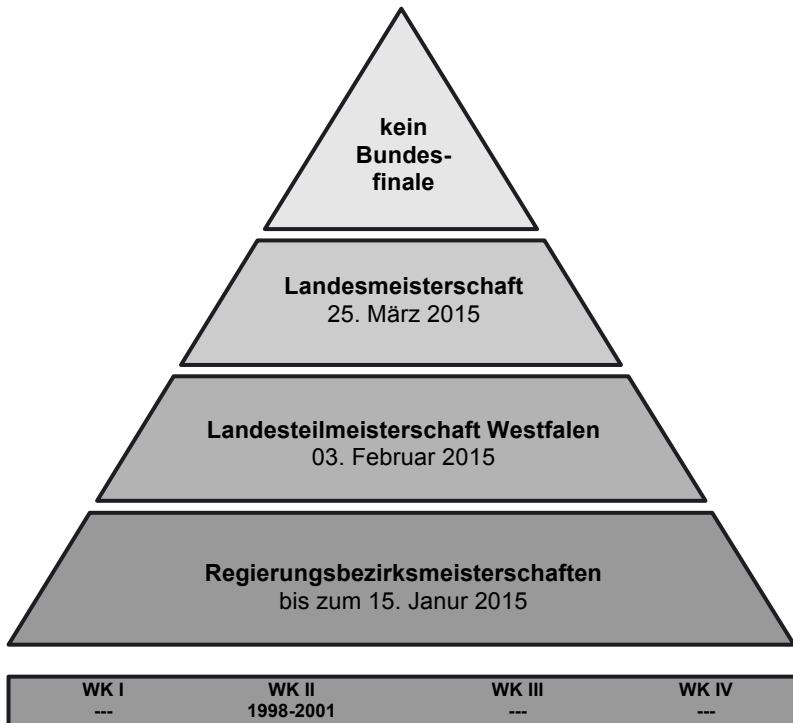 kein
Bundes-
finale
Landesmeisterschaft
25. März 2015
Landesteilmeisterschaft Westfalen
03. Februar 2015
Regierungsbezirksmeisterschaften
bis zum 15. Janur 2015
WK I WK II WK III WK IV
--- 1998-2001 --- ---